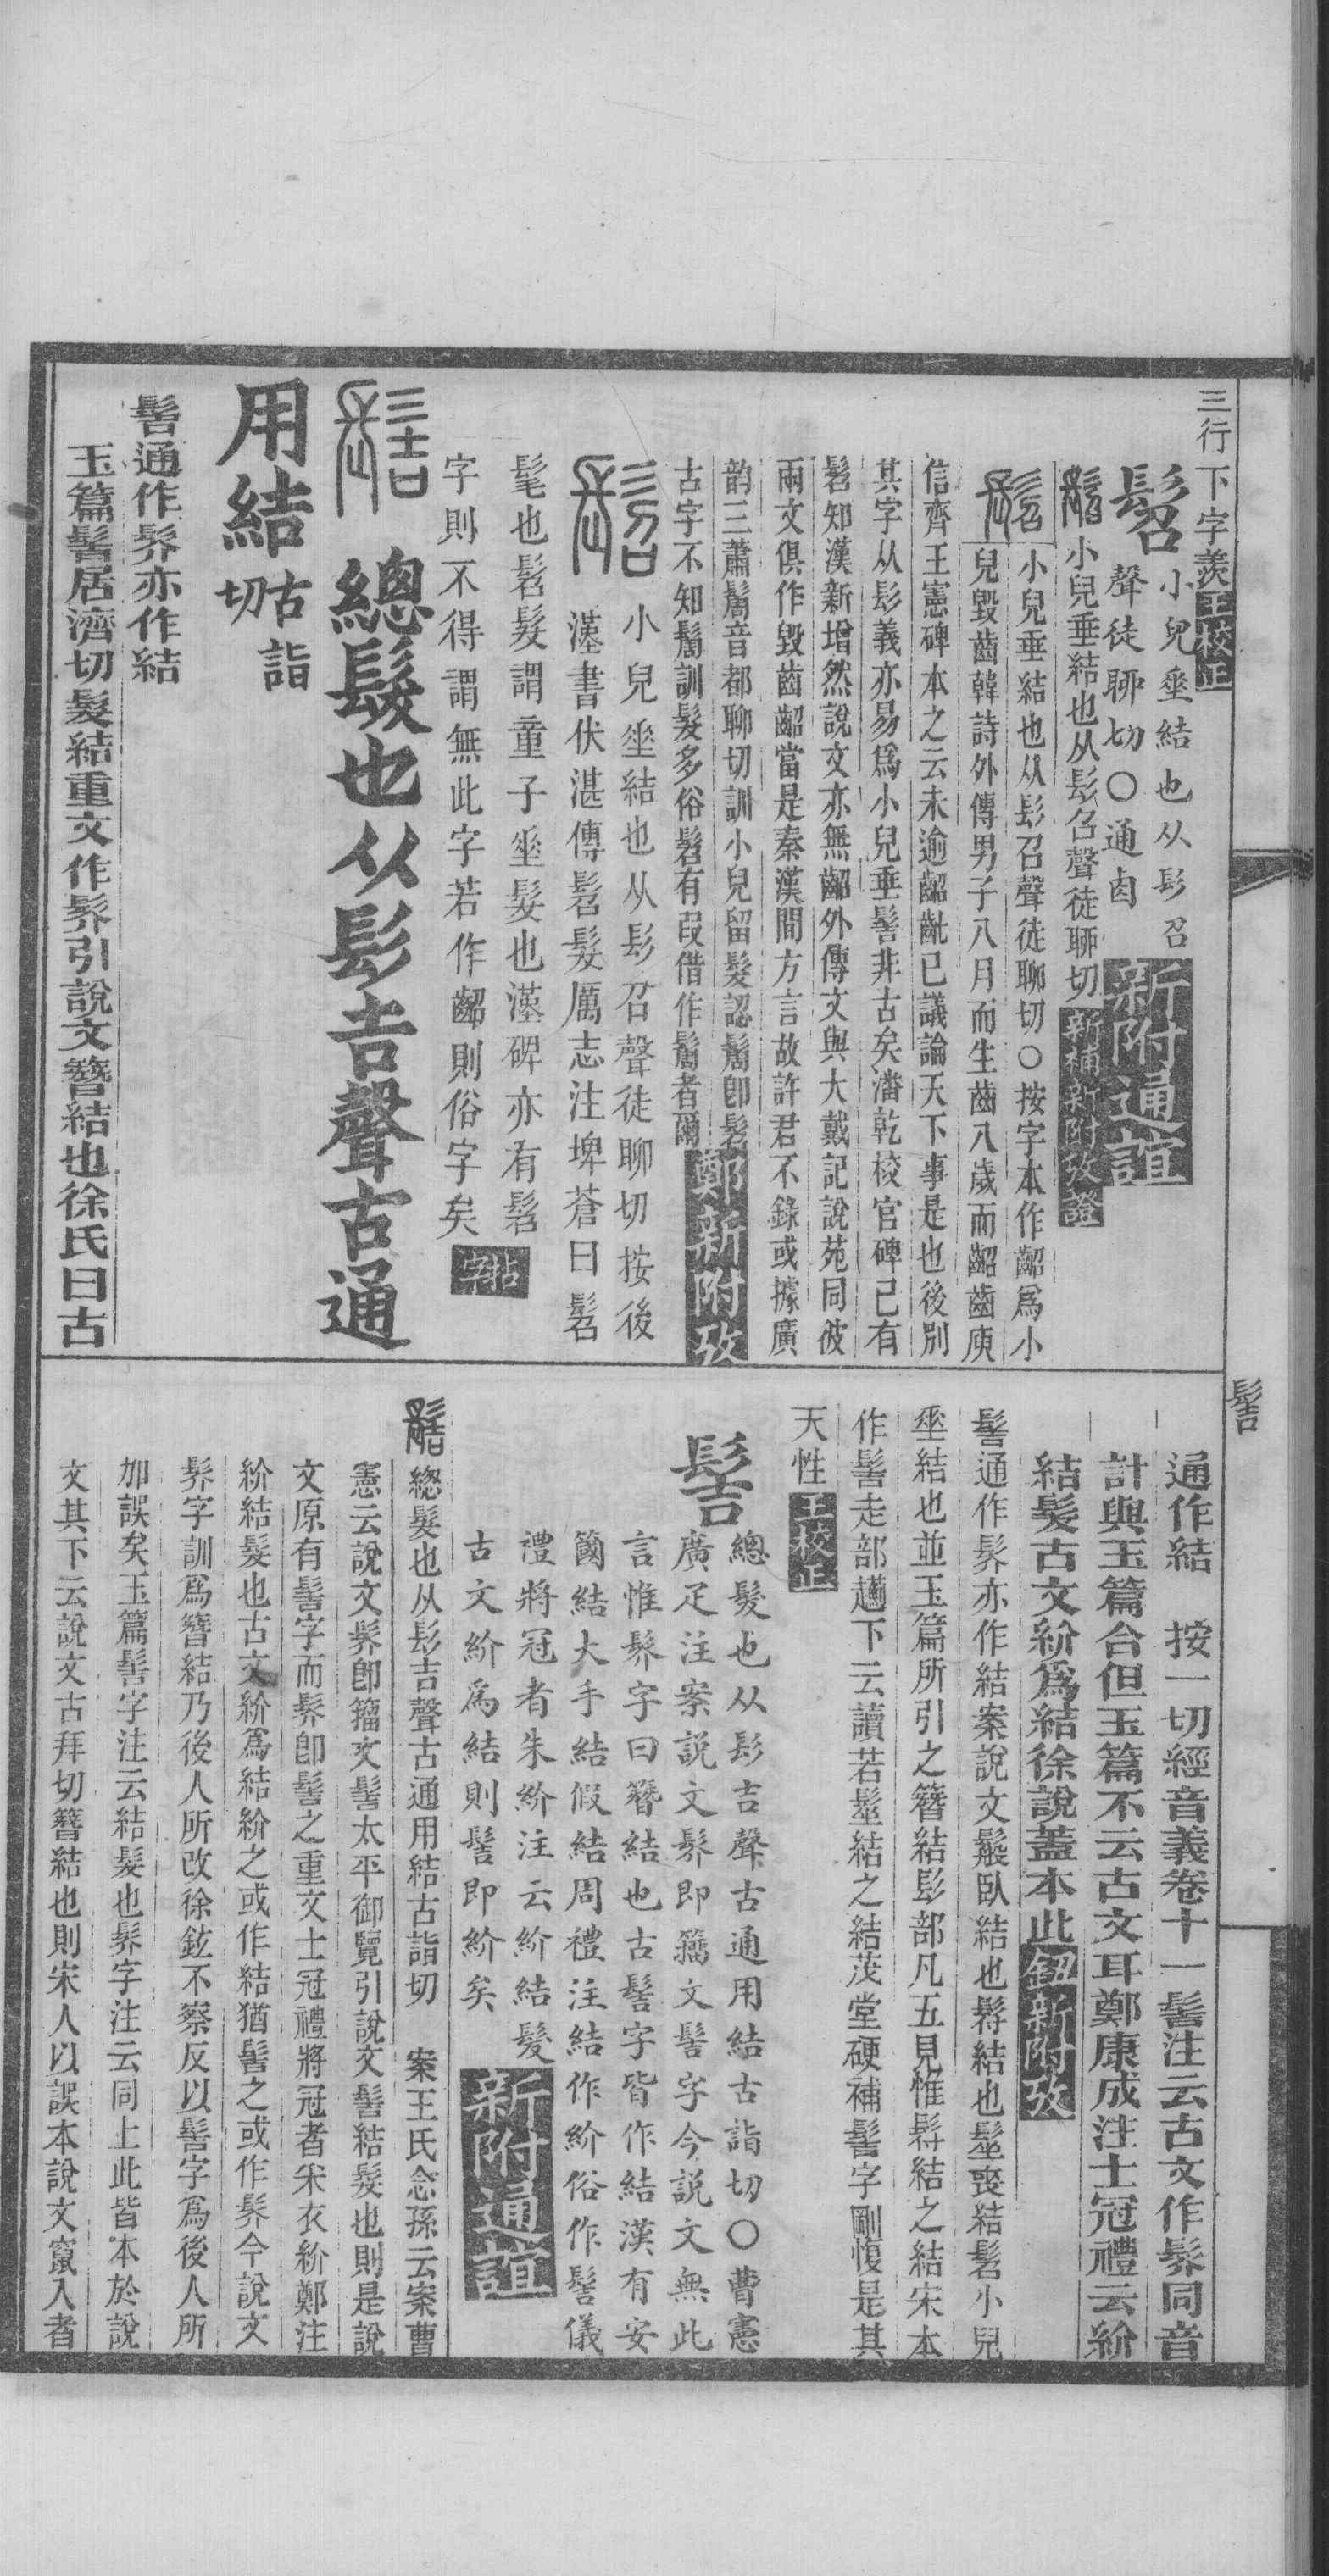 三行下字羨王校正
髫小兒垂結也从髟召
聲徒聊切○通卥新附通誼
髫小兒垂結也从髟召聲徒聊切新補新附攷證
髫小兒垂結也从髟召聲徒聊切○按字本作齠爲小
兒毀齒韓詩外傳男子八月而生齒八歲而齠齒庾
信齊王憲碑本之云未逾齠齔已議論天下事是也後別
其字从髟義亦易爲小兒垂髻非古矣潘乾校官碑已有
髫知漢新增然說文亦無齠外傳文與大戴記說苑同彼
兩文俱作毀齒齠當是秦漢間方言故許君不錄或據廣
韵三蕭鬌音都聊切訓小兒留髮認鬌卽髫
古字不知鬌訓髮多俗髫有叚借作鬌者爾鄭新附攷
髫小兒垂結也从髟召聲徒聊切按後
漢書伏湛傳髫髮厲志注埤蒼曰髫
髦也髫髮謂童子垂髮也漢碑亦有髫
字則不得謂無此字若作齠則俗字矣拈字
髻總髮也从髟吉聲古通
用結古詣切
髻通作髺亦作結
玉篇髻居濟切髮結重文作髺引說文簪結也徐氏曰古
髻
通作結　按一切經音義卷十一髻注云古文作髺同音
計與玉篇合但玉篇不云古文耳鄭康成注士冠禮云紒
結髮古文紒爲結徐說蓋本此鈕新附攷
髻通作髺亦作結案說文鬆臥結也髺結也髽喪結髫小兒
垂結也並玉篇所引之簪結髟部凡五見惟髺結之結宋本
作髻走部趫下云讀若髽結之結茂堂硬補髻字剛愎是其
天性王校正
髻總髮也从髟吉聲古通用結古詣切○曹憲
廣疋注案説文髺即籀文髻字今説文無此
言惟髺字曰簪結也古髻字皆作結漢有安
簂結大手結假結周禮注結作紒俗作髻儀
禮將冠者朱紒注云紒結髮
古文紒為結則髻即紒矣新附通誼
髻總髮也从髟吉聲古通用結古詣切　案王氏念孫云案曹
憲云說文髺卽籀文髻太平御覽引說文髻結髮也則是說
文原有髻字而髺卽髻之重文士冠禮將冠者采衣紒鄭注
紒結髮也古文紒爲結紒之或作結猶髻之或作髺今說文
髺字訓爲簪結乃後人所改徐鉉不察反以髻字爲後人所
加誤矣玉篇髻字注云結髮也髺字注云同上此皆本於說
文其下云說文古拜切簪結也則宋人以誤本說文竄入者